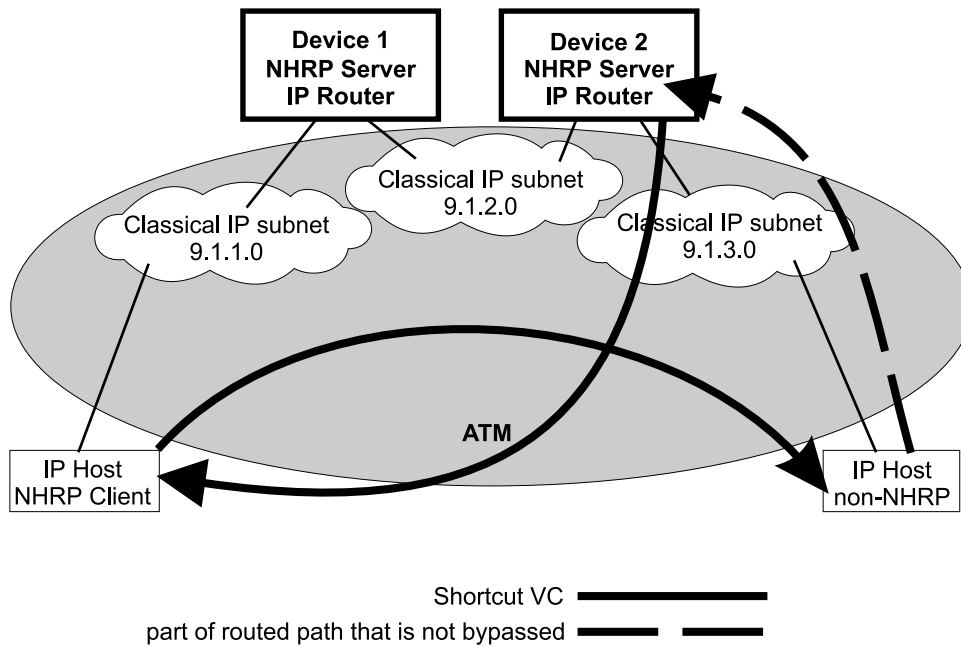 Device 1
NHRP Server
IP Router
Device 2
NHRP Server
IP Router
Classical IP subnet
9.1.2.0
Classical IP subnet
9.1.1.0
Classical IP subnet
9.1.3.0
ATM
IP Host
NHRP Client
IP Host
non-NHRP
Shortcut VC
part of routed path that is not bypassed